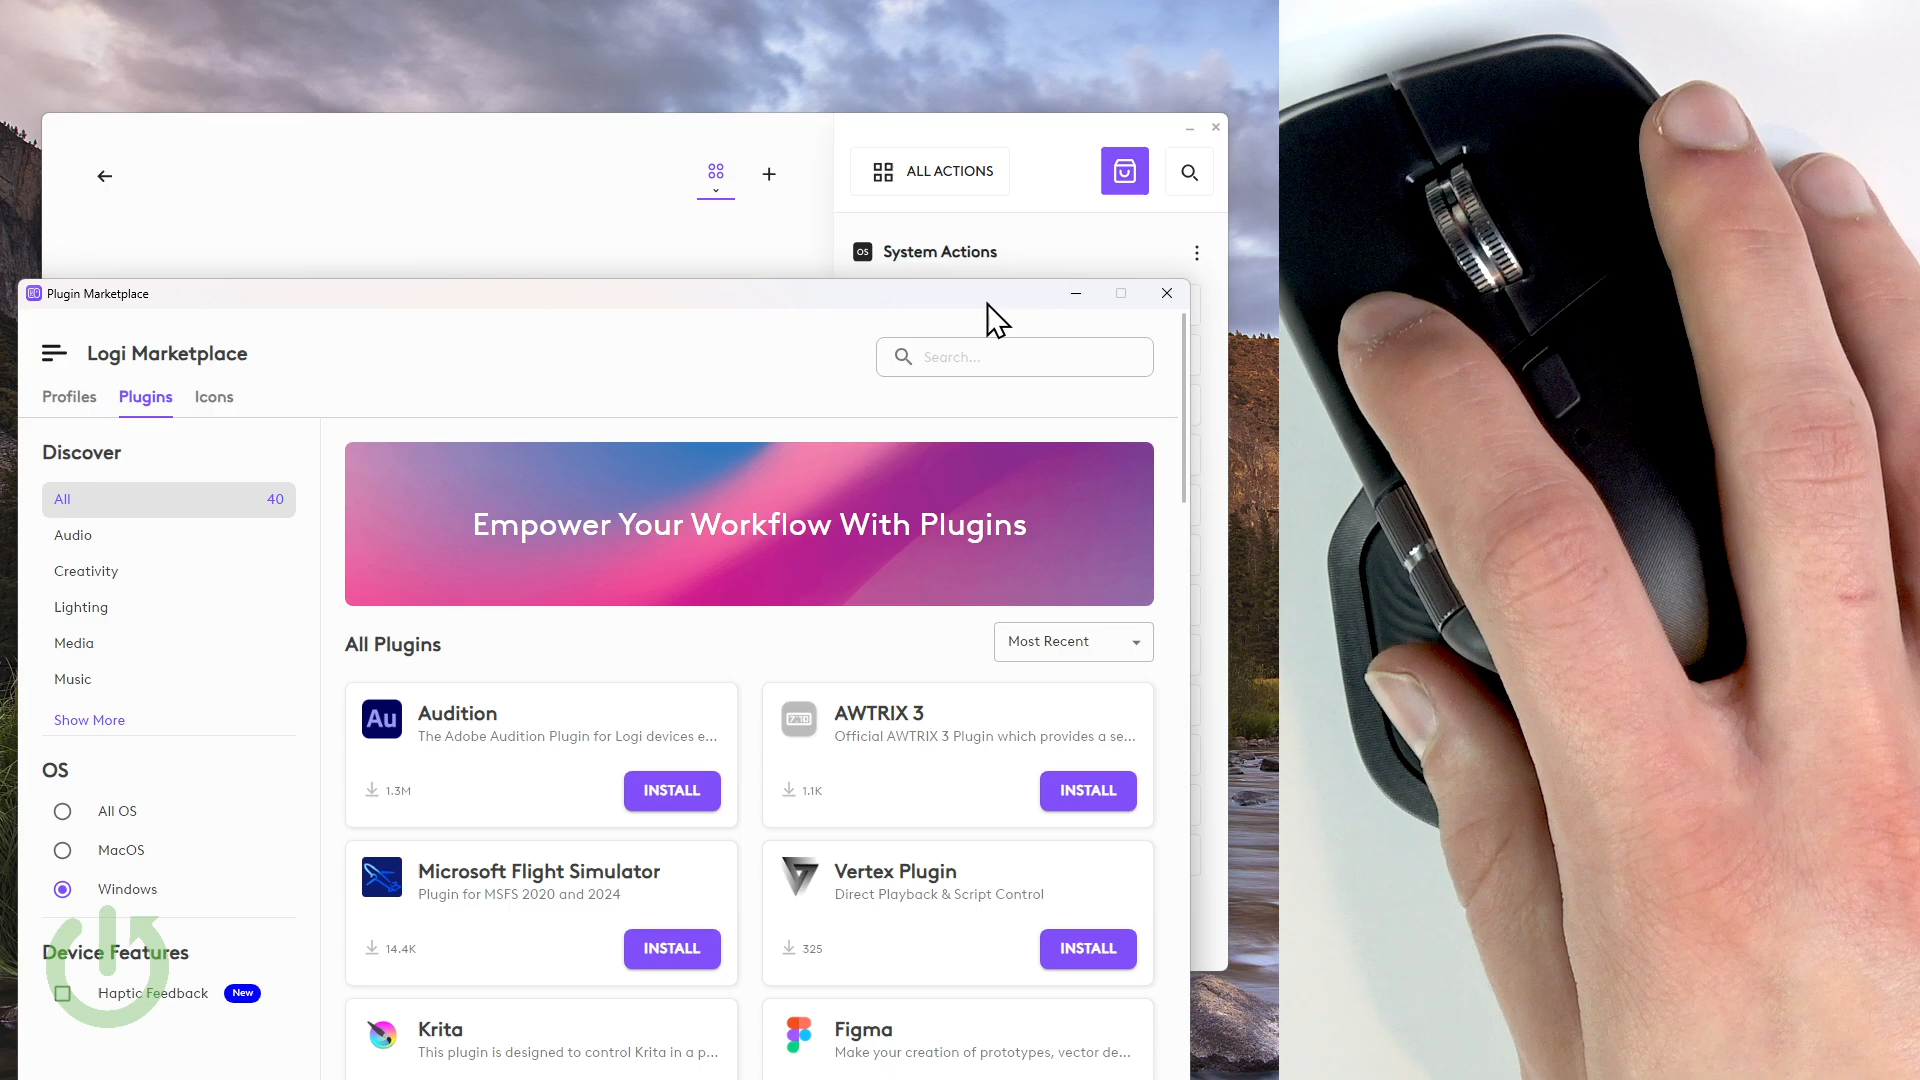 ALL ACTIONS
OS System Actions
Plugin Marketplace
Logi Marketplace
Search...
Profiles Plugins Icons
Discover
All 40
Audio
Creativity
Lighting
Media
Music
Show More
OS
All OS
MacOS
Windows
Device Features
Haptic Feedback New
Empower Your Workflow With Plugins
All Plugins
Most Recent
Au Audition
The Adobe Audition Plugin for Logi devices e...
1.3M INSTALL
AWTRIX 3
Official AWTRIX 3 Plugin which provides a se...
1.1K INSTALL
Microsoft Flight Simulator
Plugin for MSFS 2020 and 2024
14.4K INSTALL
Vertex Plugin
Direct Playback & Script Control
325 INSTALL
Krita
This plugin is designed to control Krita in a p...
Figma
Make your creation of prototypes, vector de...